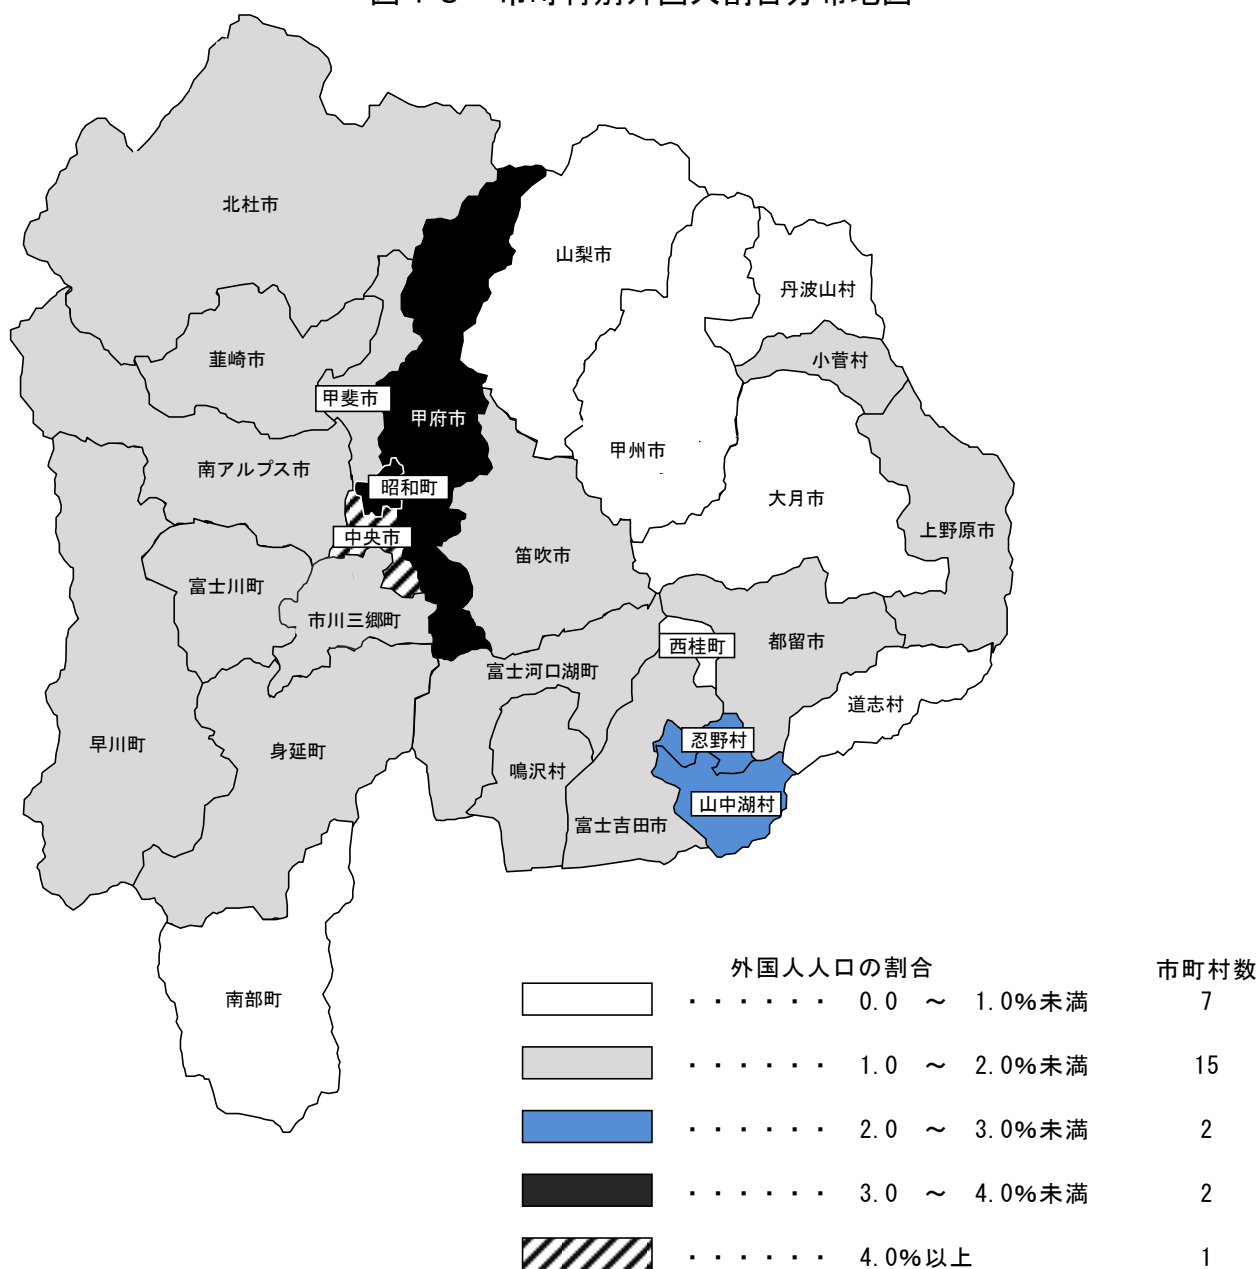 北杜市
山梨市
丹波山村
韮崎市
小菅村
甲斐市
甲府市
甲州市
南アルプス市
昭和町
大月市
上野原市
中央市
笛吹市
富士川町
市川三郷町
西桂町
都留市
富士河口湖町
道志村
早川町
身延町
忍野村
鳴沢村
山中湖村
富士吉田市
南部町
外国人人口の割合 市町村数
・・・・・・ 0.0 ～ 1.0%未満 7
・・・・・・ 1.0 ～ 2.0%未満 15
・・・・・・ 2.0 ～ 3.0%未満 2
・・・・・・ 3.0 ～ 4.0%未満 2
・・・・・・ 4.0%以上 1